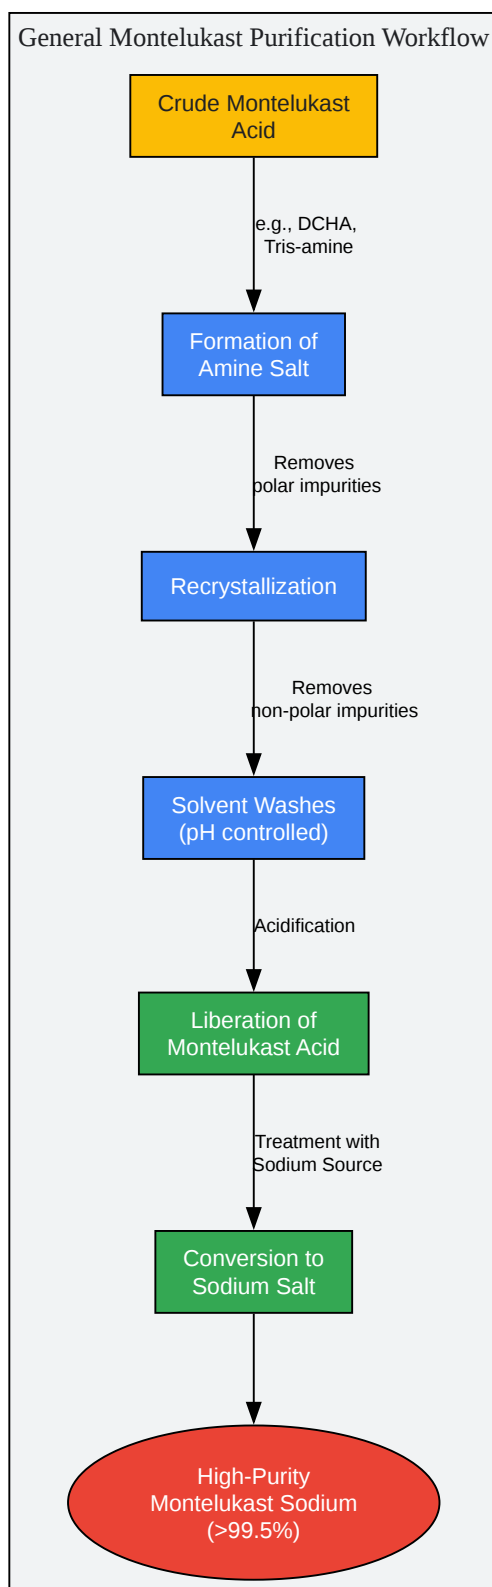 General Montelukast Purification Workflow
Crude Montelukast
Acid
e.g., DCHA,
Tris-amine
Formation of
Amine Salt
Removes
polar impurities
Recrystallization
Removes
non-polar impurities
Solvent Washes
(pH controlled)
Acidification
Liberation of
Montelukast Acid
Treatment with
Sodium Source
Conversion to
Sodium Salt
High-Purity
Montelukast Sodium
(>99.5%)